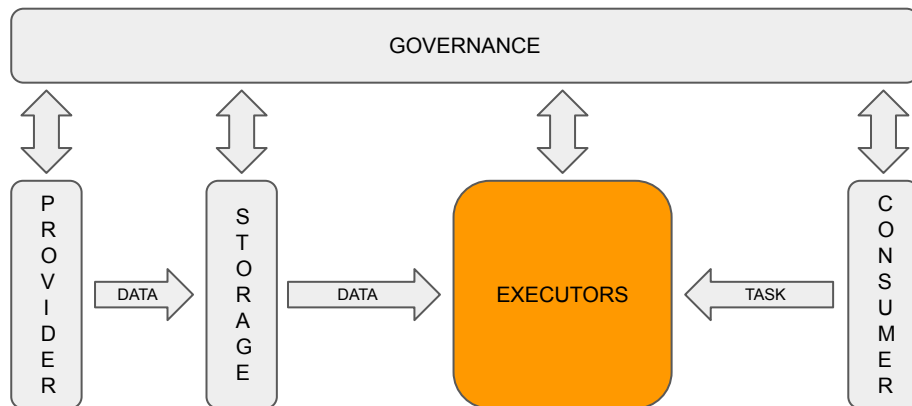 GOVERNANCE
PROVIDER
DATA
STORAGE
DATA
EXECUTORS
TASK
CONSUMER